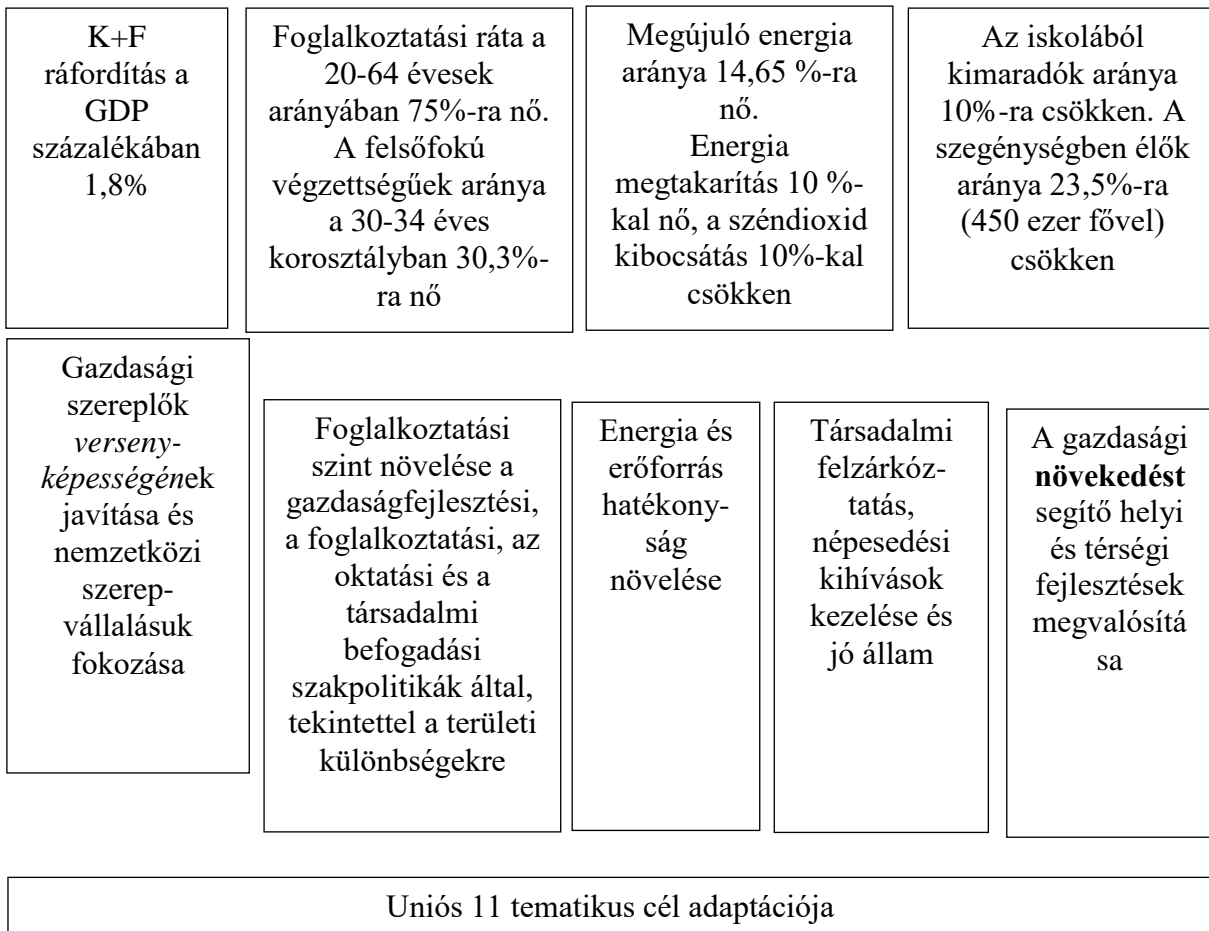 K+F
ráfordítás a
GDP
százalékában
1,8%
Foglalkoztatási ráta a
20-64 évesek
arányában 75%-ra nő.
A felsőfokú
végzettségűek aránya
a 30-34 éves
korosztályban 30,3%-
ra nő
Megújuló energia
aránya 14,65 %-ra
nő.
Energia
megtakarítás 10 %-
kal nő, a széndioxid
kibocsátás 10%-kal
csökken
Az iskolából
kimaradók aránya
10%-ra csökken. A
szegénységben élők
aránya 23,5%-ra
(450 ezer fővel)
csökken
Gazdasági
szereplők
verseny-
képességének
javítása és
nemzetközi
szerep-
vállalásuk
fokozása
Foglalkoztatási
szint növelése a
gazdaságfejlesztési,
a foglalkoztatási, az
oktatási és a
társadalmi
befogadási
szakpolitikák által,
tekintettel a területi
különbségekre
Energia és
erőforrás
hatékony-
ság
növelése
Társadalmi
felzárkóz-
tatás,
népesedési
kihívások
kezelése és
jó állam
A gazdasági
növekedést
segítő helyi
és térségi
fejlesztések
megvalósítá
sa
Uniós 11 tematikus cél adaptációja